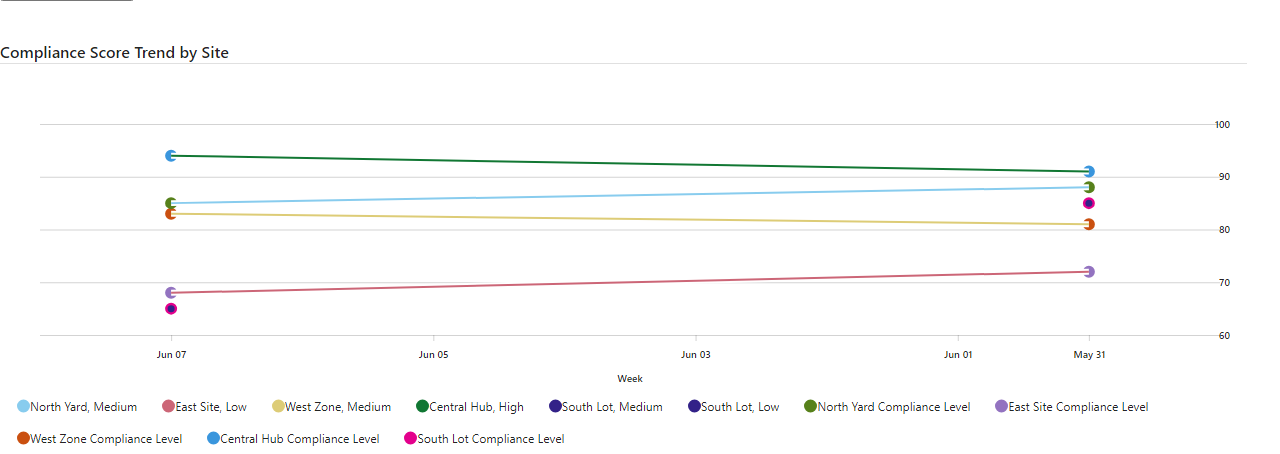 Compliance Score Trend by Site
100
90
80
70
60
Jun 07 Jun 05 Jun 03 Jun 01 May 31
Week
North Yard, Medium East Site, Low West Zone, Medium Central Hub, High South Lot, Medium South Lot, Low North Yard Compliance Level East Site Compliance Level
West Zone Compliance Level Central Hub Compliance Level South Lot Compliance Level